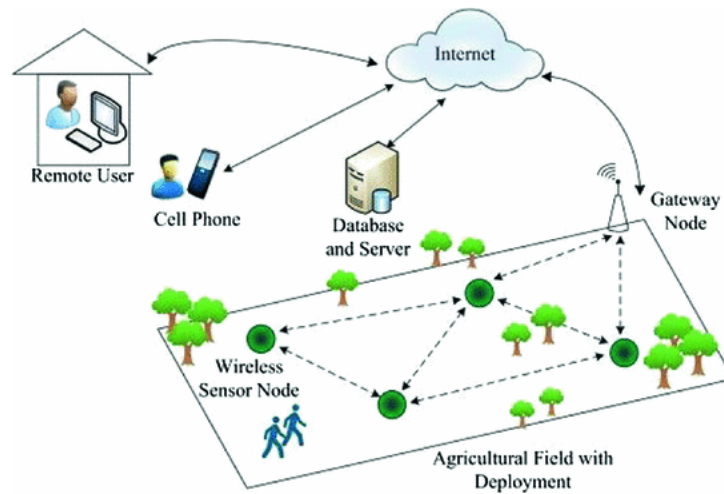 Internet
Remote User
Cell Phone
Database
and Server
Gateway
Node
Wireless
Sensor Node
Agricultural Field with
Deployment